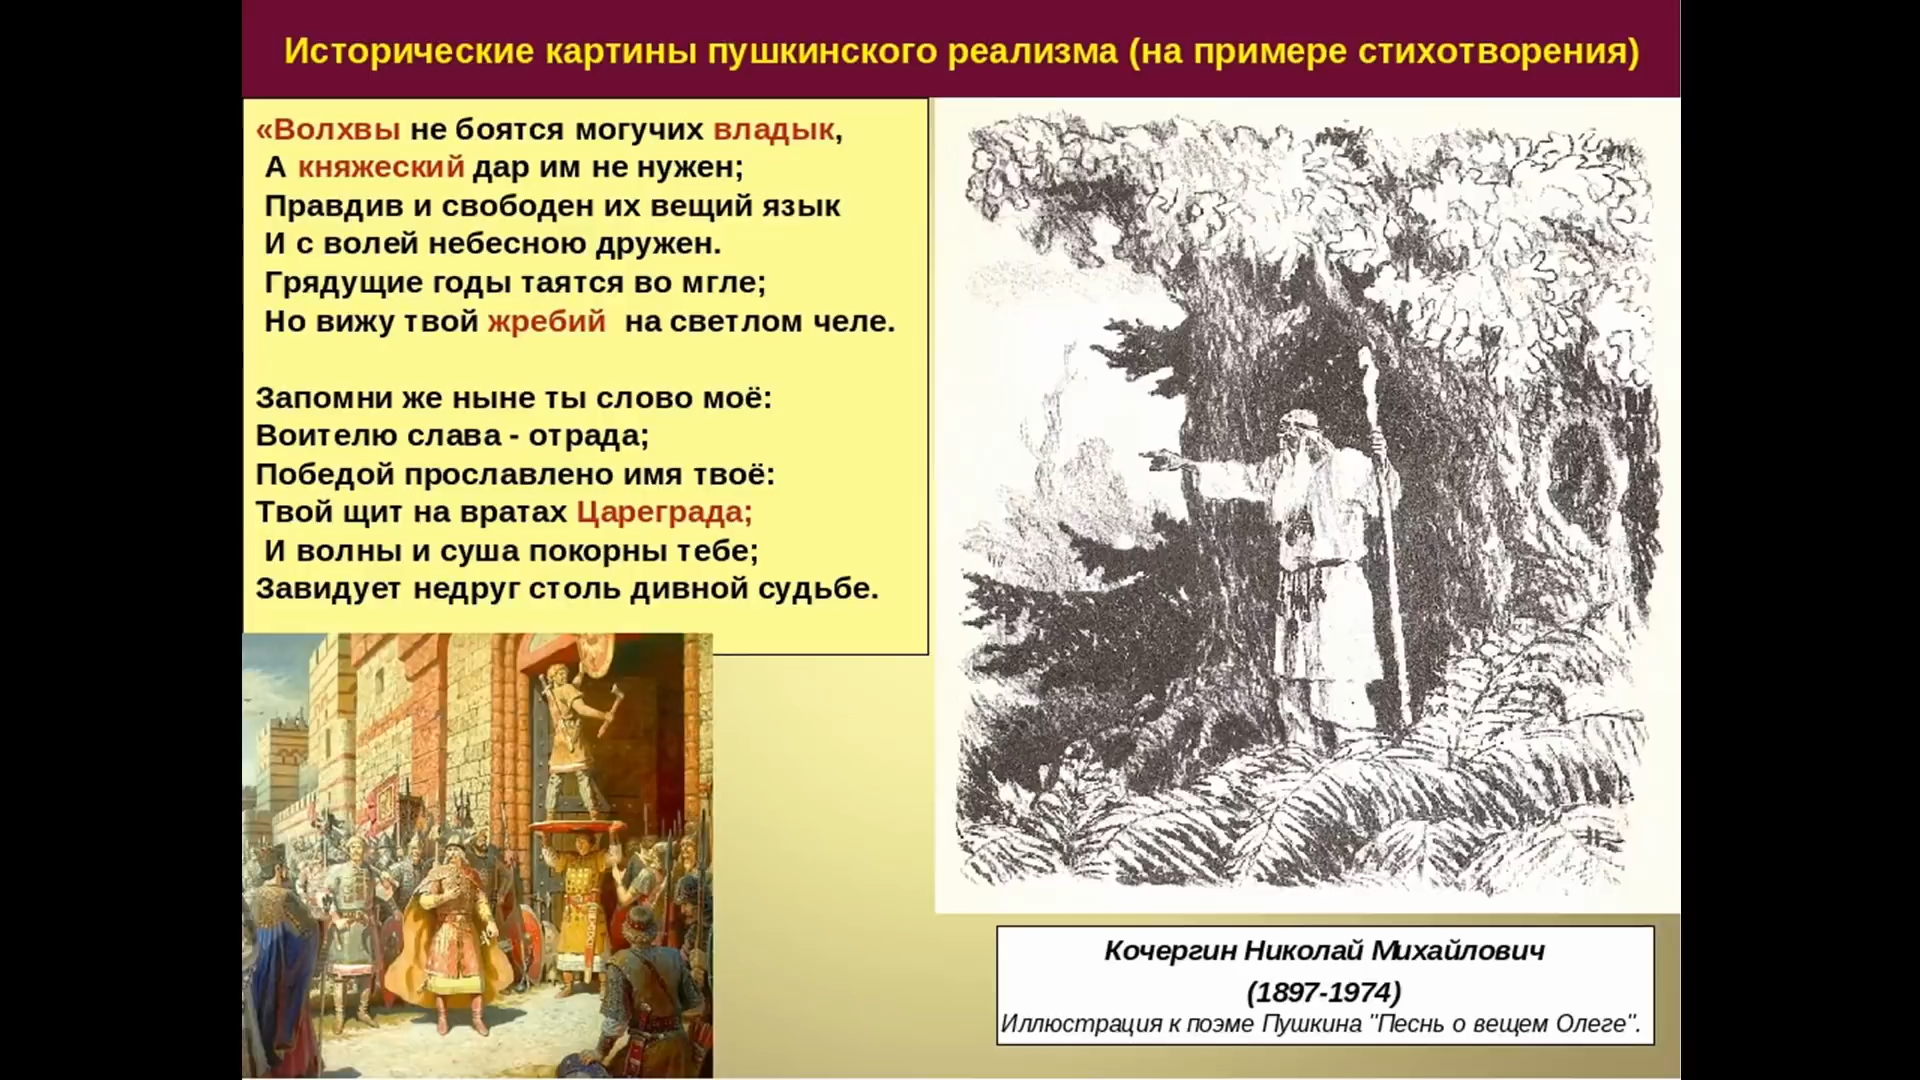 Исторические картины пушкинского реализма (на примере стихотворения)
«Волхвы не боятся могучих владык,
А княжеский дар им не нужен;
Правдив и свободен их вещий язык
И с волей небесною дружен.
Грядущие годы таятся во мгле;
Но вижу твой жребий на светлом челе.
Запомни же ныне ты слово моё:
Воителю слава - отрада;
Победой прославлено имя твоё:
Твой щит на вратах Цареграда;
И волны и суша покорны тебе;
Завидует недруг столь дивной судьбе.
Кочергин Николай Михайлович
(1897-1974)
Иллюстрация к поэме Пушкина "Песнь о вещем Олеге".